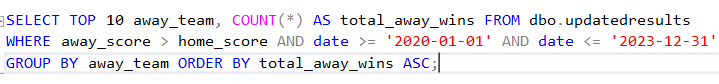 SELECT TOP 10 away_team, COUNT(*) AS total_away_wins FROM dbo.updatedresults
WHERE away_score > home_score AND date >= '2020-01-01' AND date <= '2023-12-31'
GROUP BY away_team ORDER BY total_away_wins ASC;